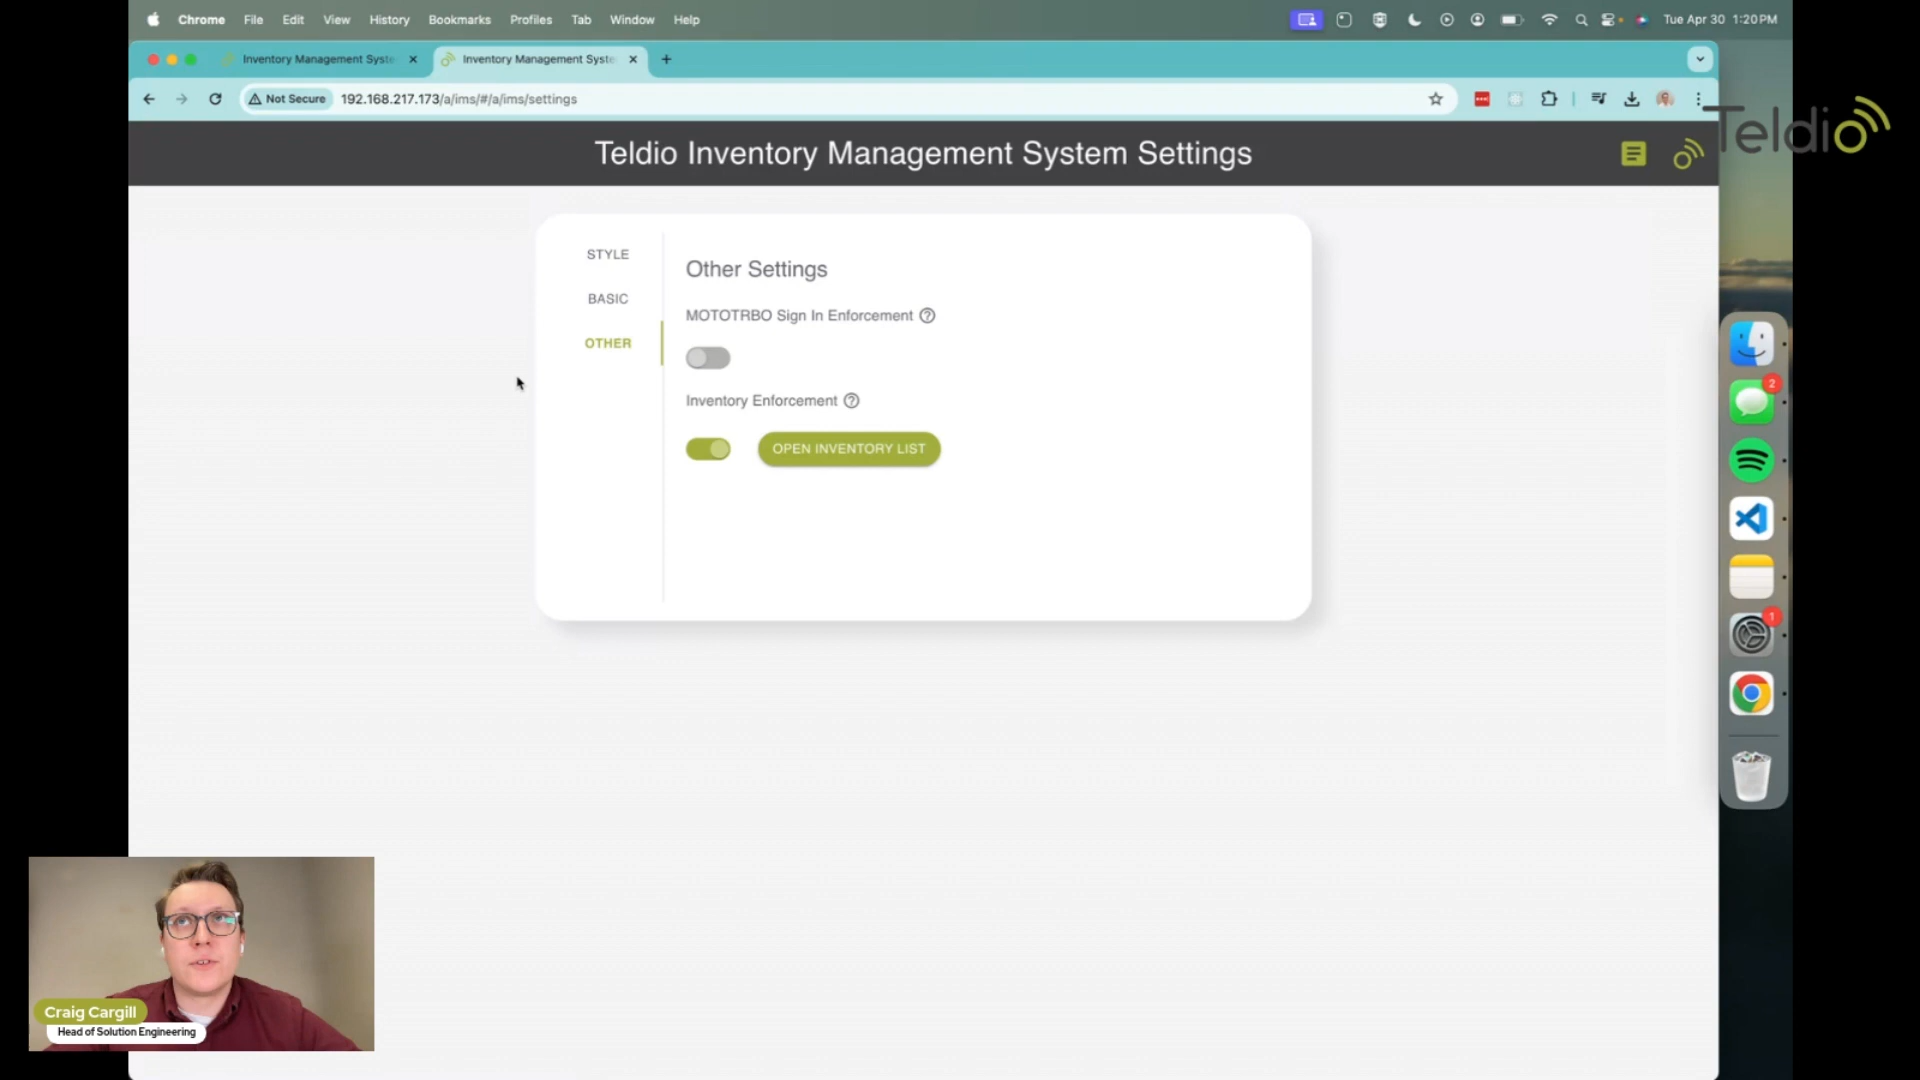 Chrome File Edit View History Bookmarks Profiles Tab Window Help Tue Apr 30 1:20PM
Inventory Management Syste Inventory Management Syste
Not Secure 192.168.217.173/a/ims/#/a/ims/settings
Teldio Inventory Management System Settings
Teldio
STYLE
BASIC
OTHER
Other Settings
MOTOTRBO Sign In Enforcement
Inventory Enforcement
OPEN INVENTORY LIST
2
1
Craig Cargill
Head of Solution Engineering